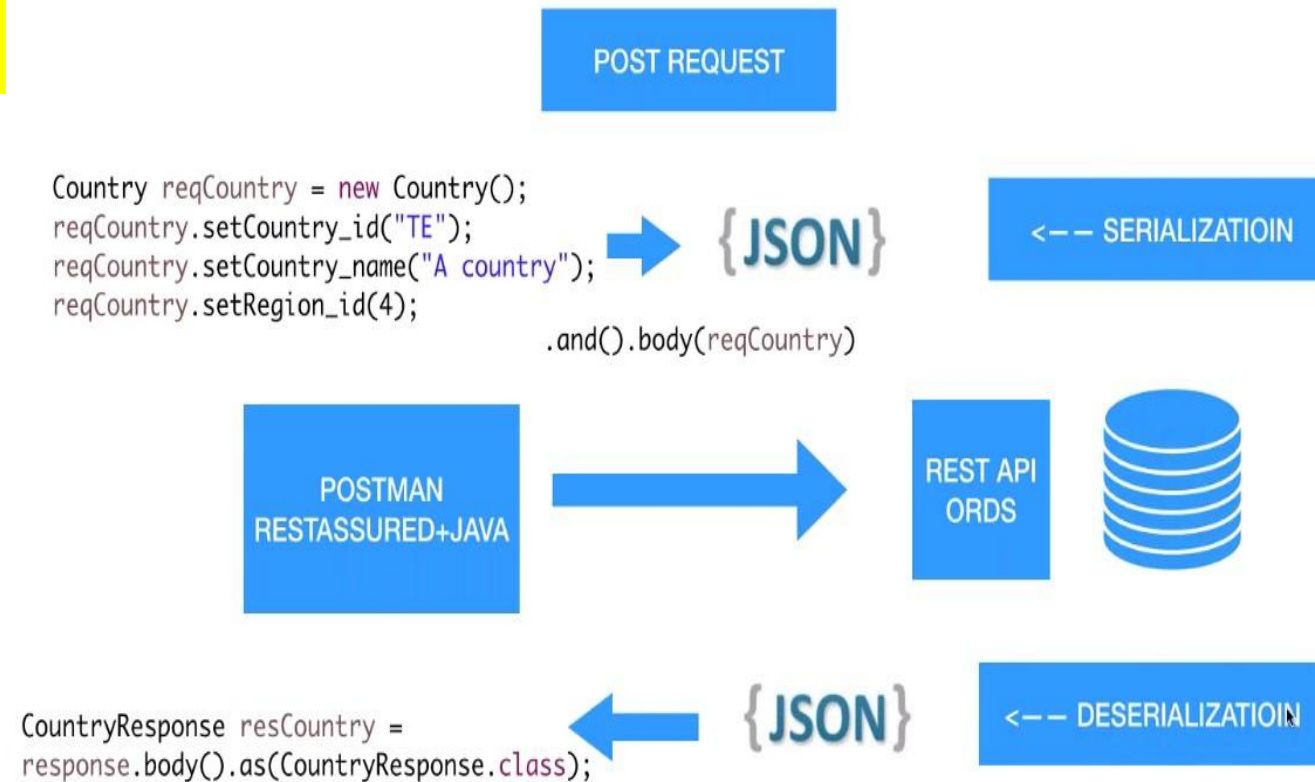 POST REQUEST
Country reqCountry = new Country();
reqCountry.setCountry_id("TE");
reqCountry.setCountry_name("A country");
reqCountry.setRegion_id(4);
{JSON}
<-- SERIALIZATIOIN
.and().body(reqCountry)
POSTMAN
RESTASSURED+JAVA
REST API
ORDS
CountryResponse resCountry =
response.body().as(CountryResponse.class);
{JSON}
<-- DESERIALIZATIOIN